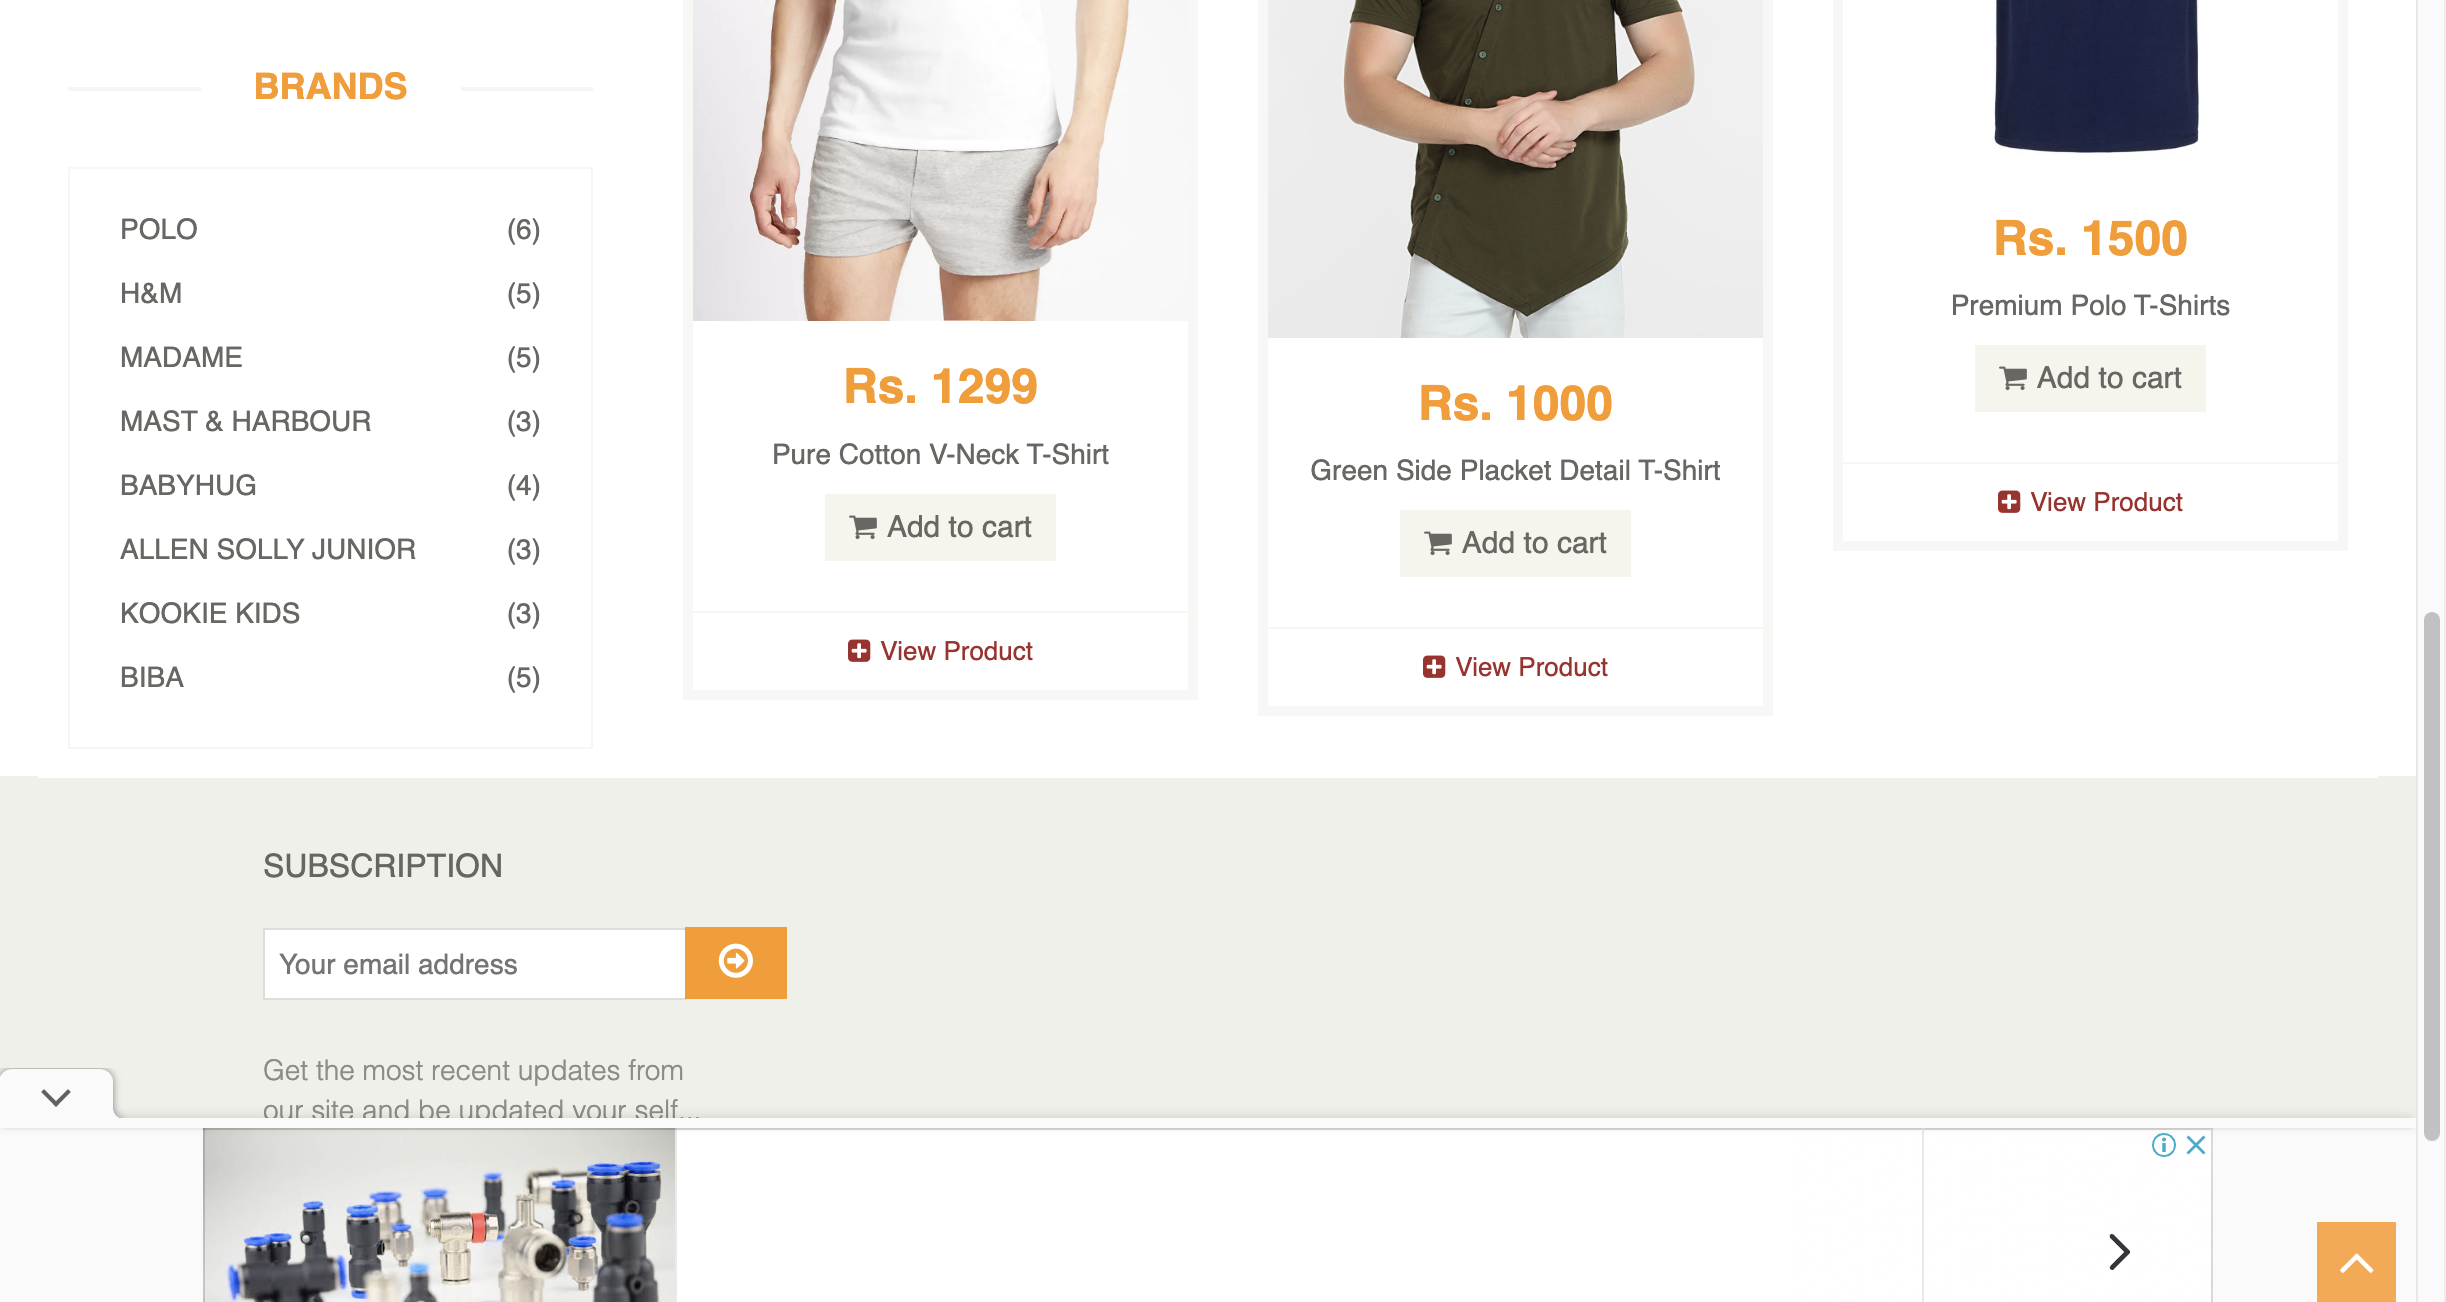 BRANDS
POLO (6)
H&M (5)
MADAME (5)
MAST & HARBOUR (3)
BABYHUG (4)
ALLEN SOLLY JUNIOR (3)
KOOKIE KIDS (3)
BIBA (5)
Rs. 1299
Pure Cotton V-Neck T-Shirt
Add to cart
View Product
Rs. 1000
Green Side Placket Detail T-Shirt
Add to cart
View Product
Rs. 1500
Premium Polo T-Shirts
Add to cart
View Product
SUBSCRIPTION
Your email address
Get the most recent updates from
our site and be updated your self...